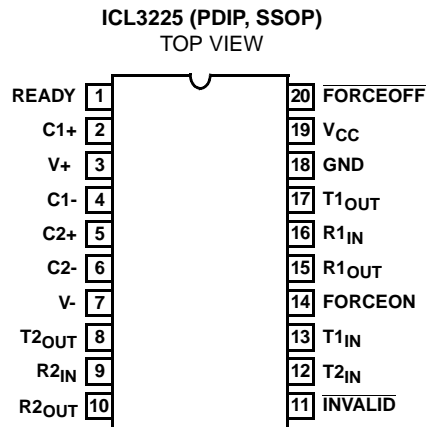 ICL3225 (PDIP, SSOP)
TOP VIEW
READY 1 20 FORCEOFF
C1+ 2 19 VCC
V+ 3 18 GND
C1- 4 17 T1OUT
C2+ 5 16 R1IN
C2- 6 15 R1OUT
V- 7 14 FORCEON
T2OUT 8 13 T1IN
R2IN 9 12 T2IN
R2OUT 10 11 INVALID